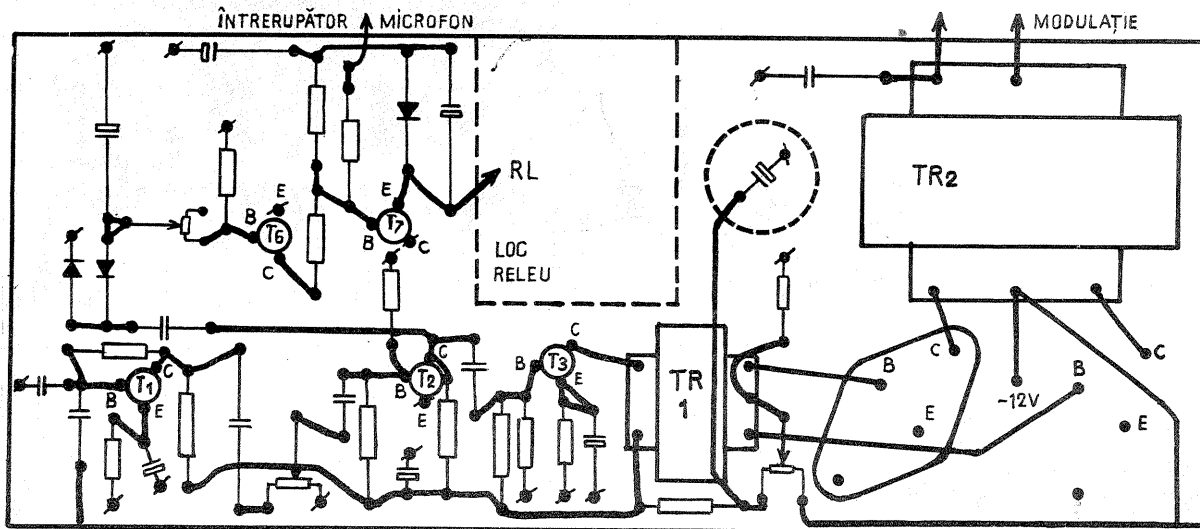 ÎNTRERUPĂTOR MICROFON
MODULAȚIE
TR2
RL
E
E
B T6
T7
B C
C
LOC
RELEU
C
C
C
C
T1
T2
B T3
TR
1
B
B
B
B
E
E
E
E
E
-12V